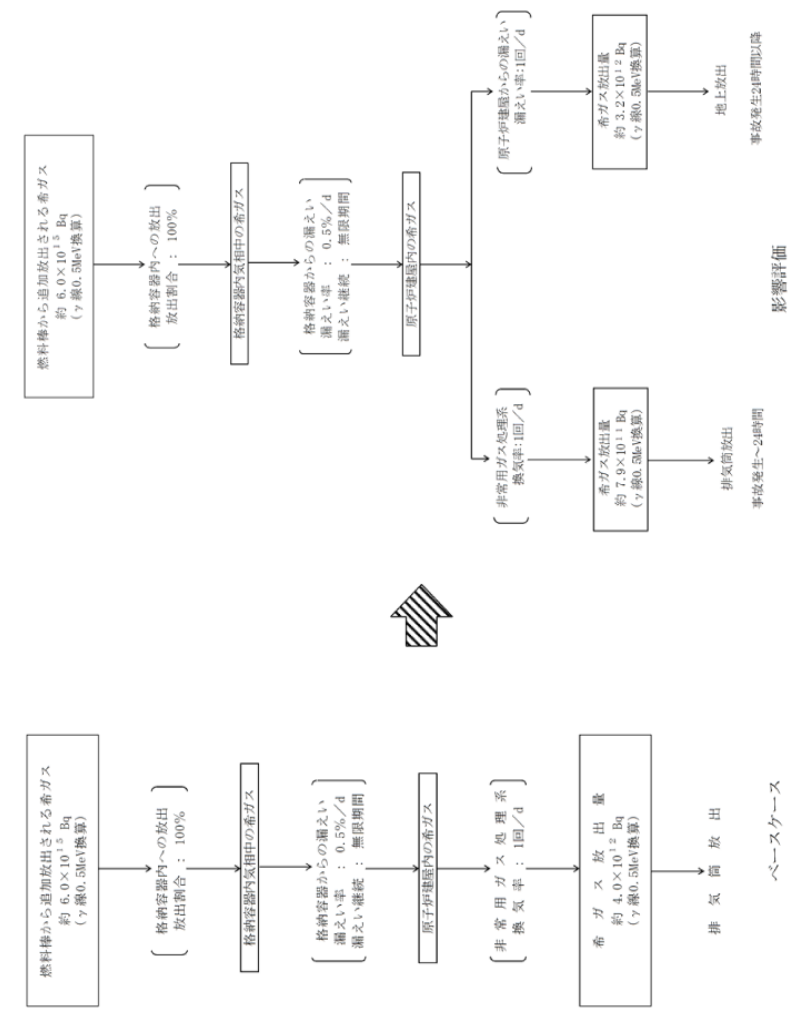 燃料棒から追加放出される希ガス
約 6.0×10¹⁵ Bq
(γ線0.5MeV換算)
格納容器内への放出
放出割合 : 100%
格納容器内気相中の希ガス
格納容器からの漏えい
漏えい率 : 0.5%/d
漏えい継続 : 無限期間
原子炉建屋内の希ガス
非常用ガス処理系
換気率 : 1回/d
希ガス放出量
約 4.0×10¹² Bq
(γ線0.5MeV換算)
排気筒放出
ベースケース
燃料棒から追加放出される希ガス
約 6.0×10¹⁵ Bq
(γ線0.5MeV換算)
格納容器内への放出
放出割合 : 100%
格納容器内気相中の希ガス
格納容器からの漏えい
漏えい率 : 0.5%/d
漏えい継続 : 無限期間
原子炉建屋内の希ガス
非常用ガス処理系
換気率:1回/d
希ガス放出量
約 7.9×10¹¹ Bq
(γ線0.5MeV換算)
排気筒放出
事故発生~24時間
原子炉建屋からの漏えい
漏えい率:1回/d
希ガス放出量
約 3.2×10¹² Bq
(γ線0.5MeV換算)
地上放出
事故発生24時間以降
影響評価